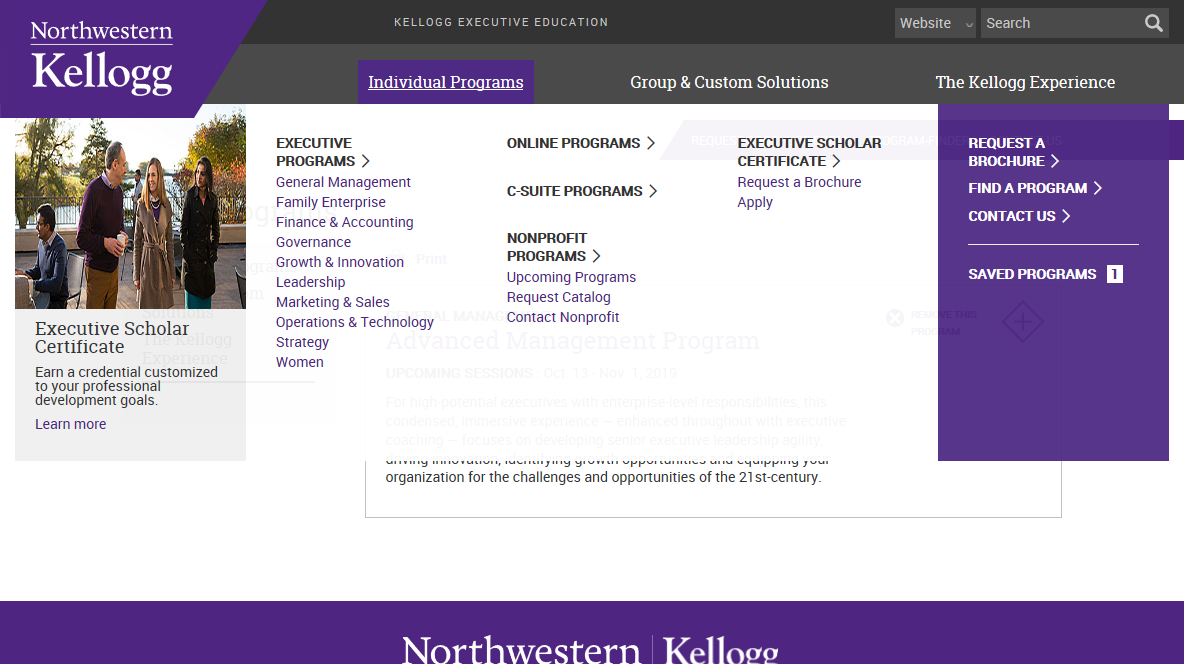 Northwestern
Kellogg
KELLOGG EXECUTIVE EDUCATION
Website
Search
Individual Programs
Group & Custom Solutions
The Kellogg Experience
EXECUTIVE
PROGRAMS
General Management
Family Enterprise
Finance & Accounting
Governance
Growth & Innovation
Leadership
Marketing & Sales
Operations & Technology
Strategy
Women
ONLINE PROGRAMS
C-SUITE PROGRAMS
NONPROFIT
PROGRAMS
Upcoming Programs
Request Catalog
Contact Nonprofit
EXECUTIVE SCHOLAR
CERTIFICATE
Request a Brochure
Apply
REQUEST A
BROCHURE
FIND A PROGRAM
CONTACT US
SAVED PROGRAMS 1
Executive Scholar
Certificate
Earn a credential customized
to your professional
development goals.
Learn more
Print
Solutions
The Kellogg
Experience
REMOVE THIS
PROGRAM
GENERAL
Advanced Management Program
UPCOMING SESSIONS Oct. 13 - Nov. 1, 2019
For high-potential executives with enterprise-level responsibilities, this
condensed, immersive experience — enhanced throughout with executive
coaching — focuses on developing senior executive leadership agility,
driving innovation, identifying growth opportunities and equipping your
organization for the challenges and opportunities of the 21st-century.
Northwestern | Kellogg